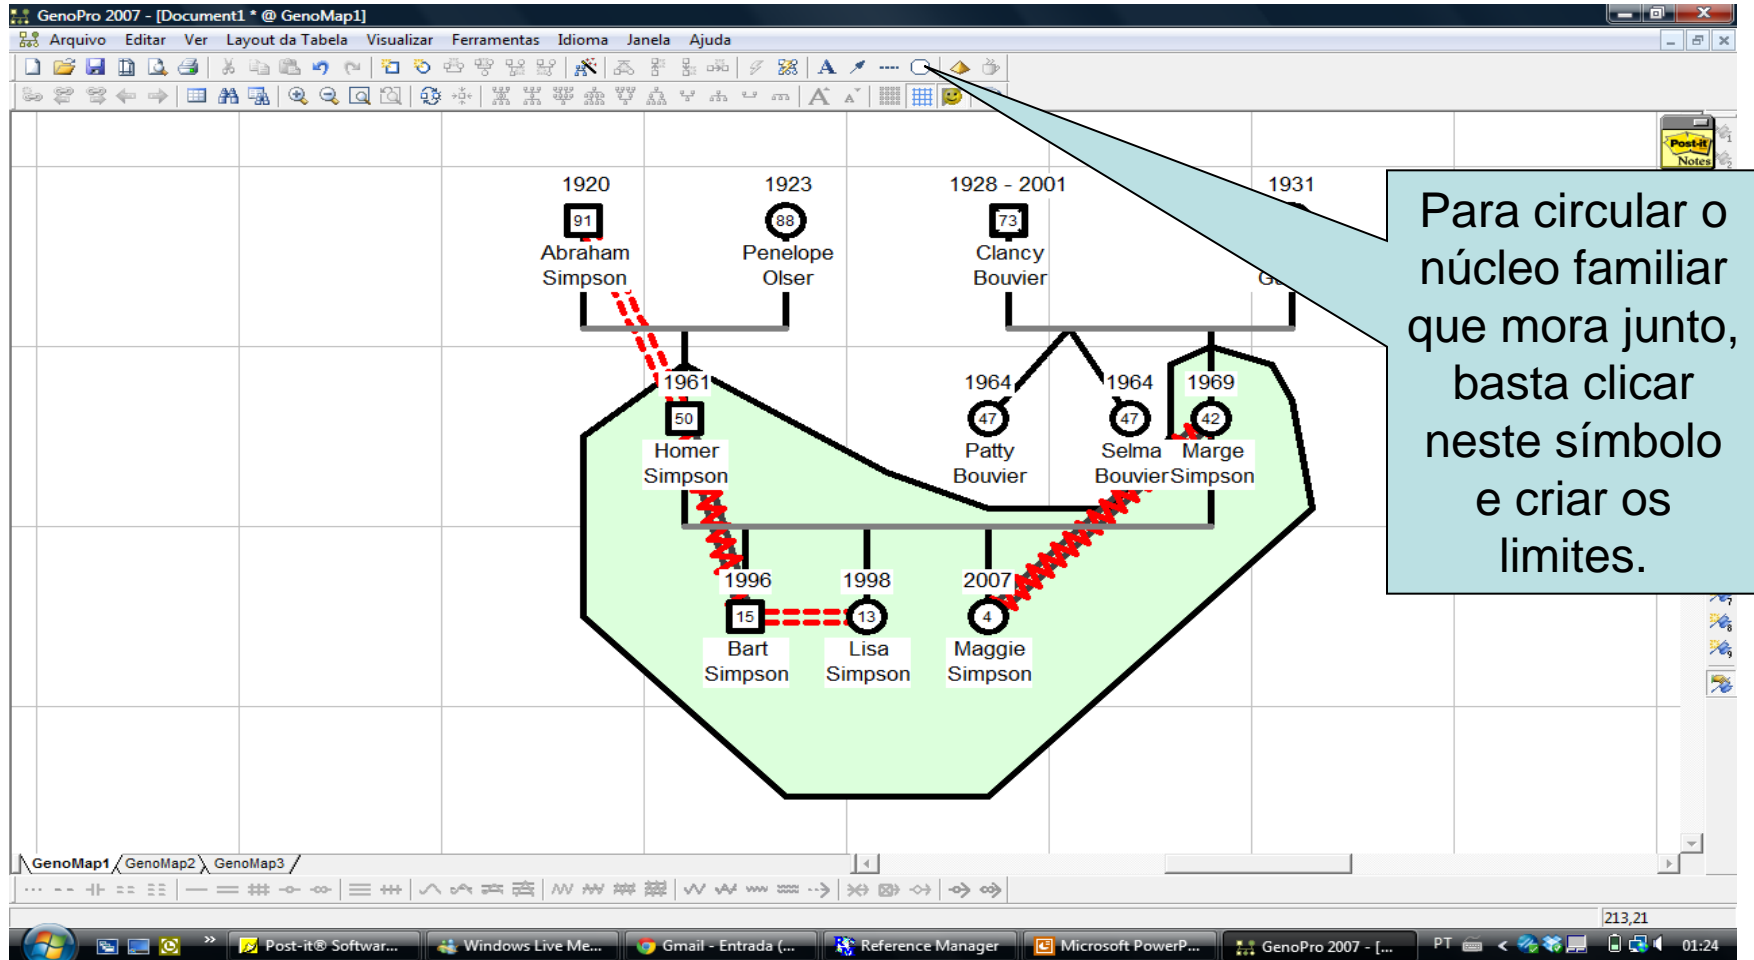 GenoPro 2007 - [Document1 * @ GenoMap1]
Arquivo Editar Ver Layout da Tabela Visualizar Ferramentas Idioma Janela Ajuda
Post-it
Notes
1920 1923 1928 - 2001 1931
91 88 73
Abraham Penelope Clancy
Simpson Olser Bouvier
Para circular o
núcleo familiar
que mora junto,
basta clicar
neste símbolo
e criar os
limites.
1961 1964 1964 1969
50 47 47 42
Homer Patty Selma Marge
Simpson Bouvier Bouvier Simpson
1996 1998 2007
15 13 4
Bart Lisa Maggie
Simpson Simpson Simpson
GenoMap1 GenoMap2 GenoMap3
213,21
Post-it® Softwar... Windows Live Me... Gmail - Entrada (... Reference Manager Microsoft PowerP... GenoPro 2007 - [... PT 01:24